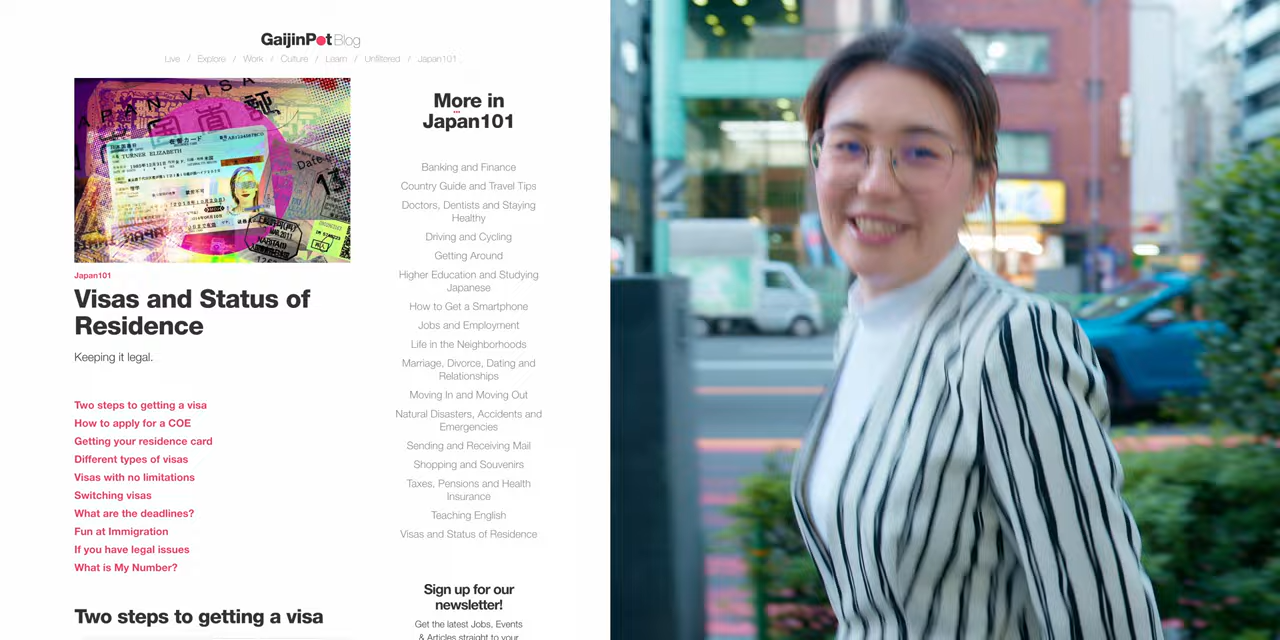 GaijinPot Blog
Live / Explore / Work / Culture / Learn / Unfiltered / Japan101
JAPAN VISA
TURNER ELIZABETH
Japan101
Visas and Status of
Residence
Keeping it legal.
Two steps to getting a visa
How to apply for a COE
Getting your residence card
Different types of visas
Visas with no limitations
Switching visas
What are the deadlines?
Fun at Immigration
If you have legal issues
What is My Number?
Two steps to getting a visa
More in
Japan101
Banking and Finance
Country Guide and Travel Tips
Doctors, Dentists and Staying
Healthy
Driving and Cycling
Getting Around
Higher Education and Studying
Japanese
How to Get a Smartphone
Jobs and Employment
Life in the Neighborhoods
Marriage, Divorce, Dating and
Relationships
Moving In and Moving Out
Natural Disasters, Accidents and
Emergencies
Sending and Receiving Mail
Shopping and Souvenirs
Taxes, Pensions and Health
Insurance
Teaching English
Visas and Status of Residence
Sign up for our
newsletter!
Get the latest Jobs, Events
& Articles straight to your